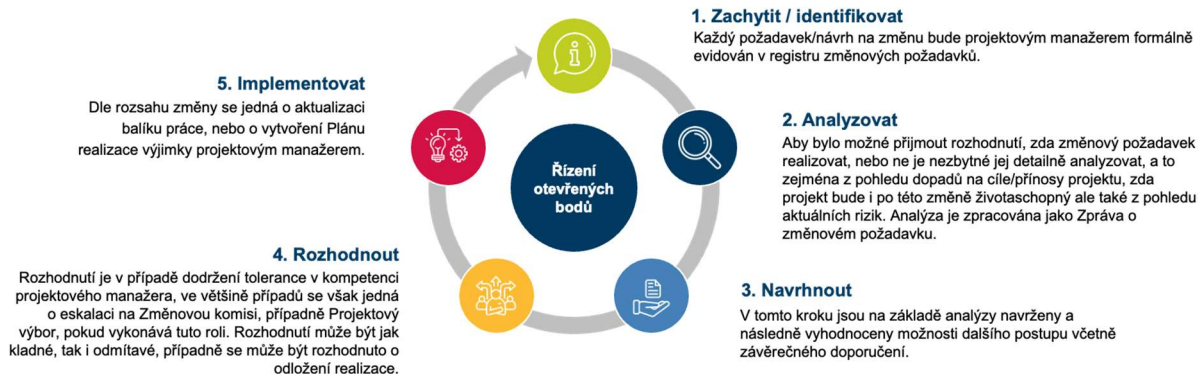 1. Zachytit / identifikovat
Každý požadavek/návrh na změnu bude projektovým manažerem formálně
evidován v registru změnových požadavků.
2. Analyzovat
Aby bylo možné přijmout rozhodnutí, zda změnový požadavek
realizovat, nebo ne je nezbytné jej detailně analyzovat, a to
zejména z pohledu dopadů na cíle/přínosy projektu, zda
projekt bude i po této změně životaschopný ale také z pohledu
aktuálních rizik. Analýza je zpracována jako Zpráva o
změnovém požadavku.
3. Navrhnout
V tomto kroku jsou na základě analýzy navrženy a
následně vyhodnoceny možnosti dalšího postupu včetně
závěrečného doporučení.
4. Rozhodnout
Rozhodnutí je v případě dodržení tolerance v kompetenci
projektového manažera, ve většině případů se však jedná
o eskalaci na Změnovou komisi, případně Projektový
výbor, pokud vykonává tuto roli. Rozhodnutí může být jak
kladné, tak i odmítavé, případně se může být rozhodnuto o
odložení realizace.
5. Implementovat
Dle rozsahu změny se jedná o aktualizaci
balíku práce, nebo o vytvoření Plánu
realizace výjimky projektovým manažerem.
Řízení
otevřených
bodů